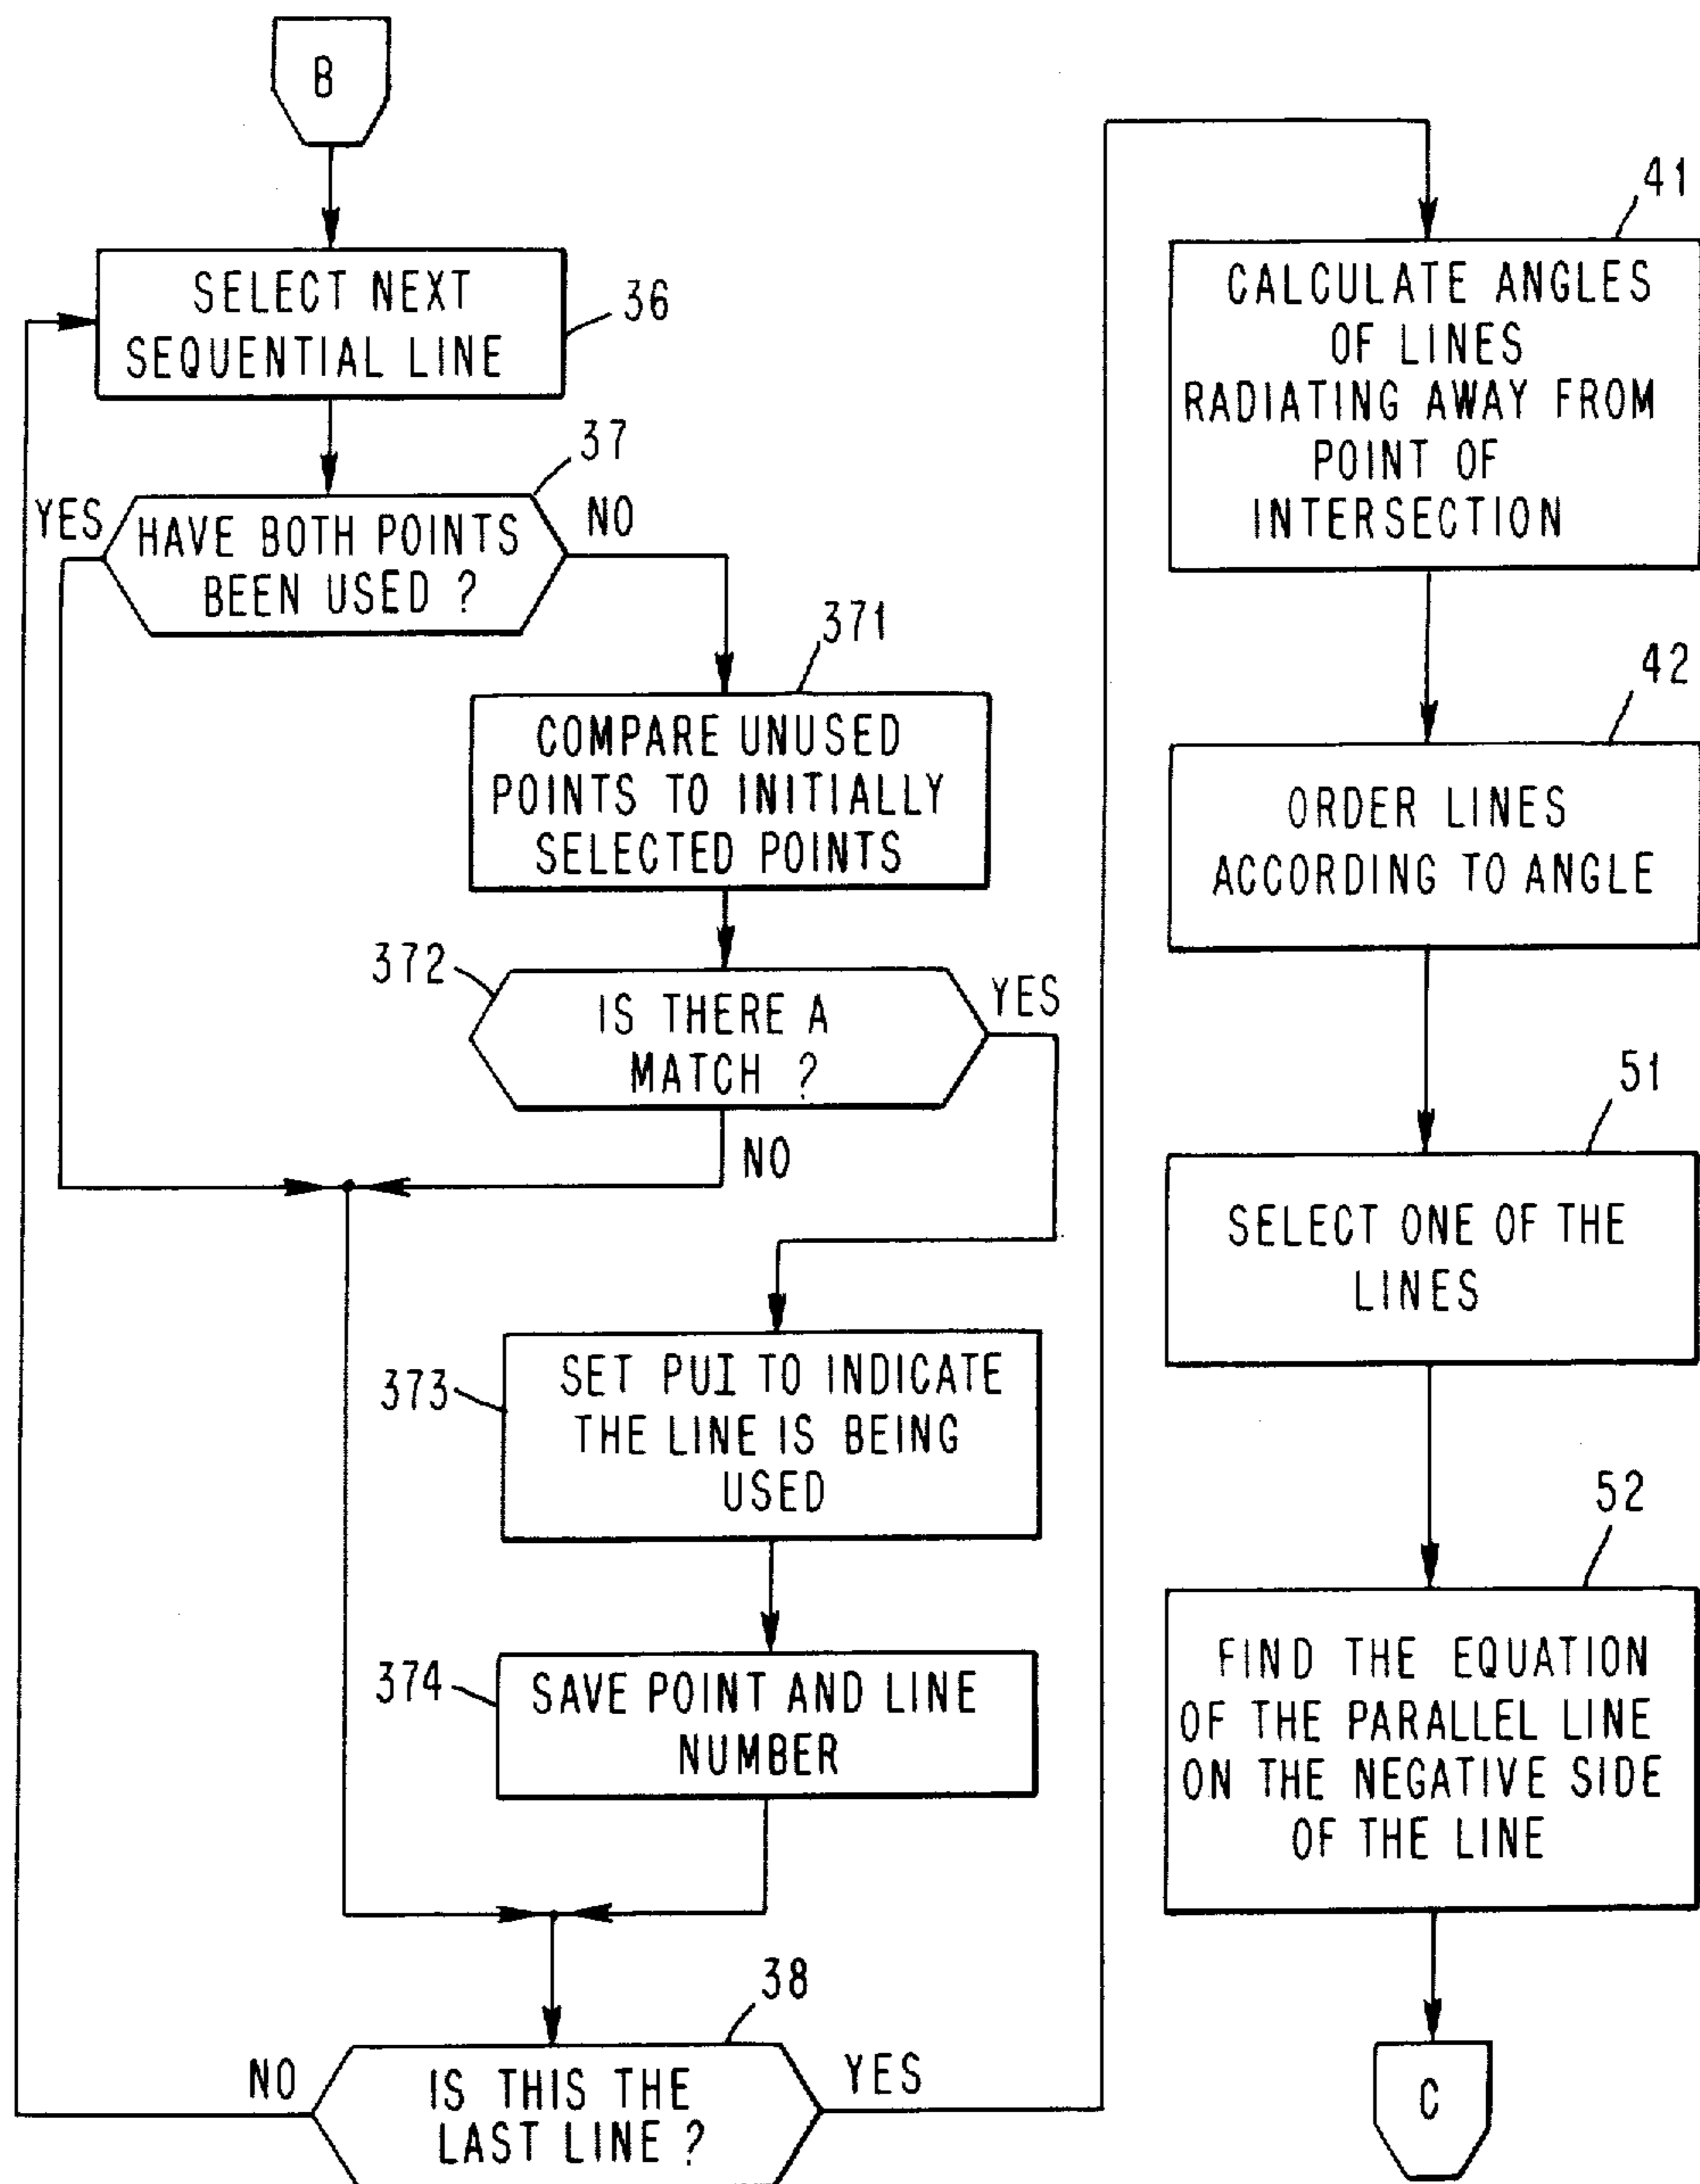 B
SELECT NEXT
SEQUENTIAL LINE
36
37
YES
NO
HAVE BOTH POINTS
BEEN USED ?
371
COMPARE UNUSED
POINTS TO INITIALLY
SELECTED POINTS
372
IS THERE A
MATCH ?
YES
NO
373
SET PUI TO INDICATE
THE LINE IS BEING
USED
374
SAVE POINT AND LINE
NUMBER
38
NO
IS THIS THE
LAST LINE ?
YES
41
CALCULATE ANGLES
OF LINES
RADIATING AWAY FROM
POINT OF
INTERSECTION
42
ORDER LINES
ACCORDING TO ANGLE
51
SELECT ONE OF THE
LINES
52
FIND THE EQUATION
OF THE PARALLEL LINE
ON THE NEGATIVE SIDE
OF THE LINE
C